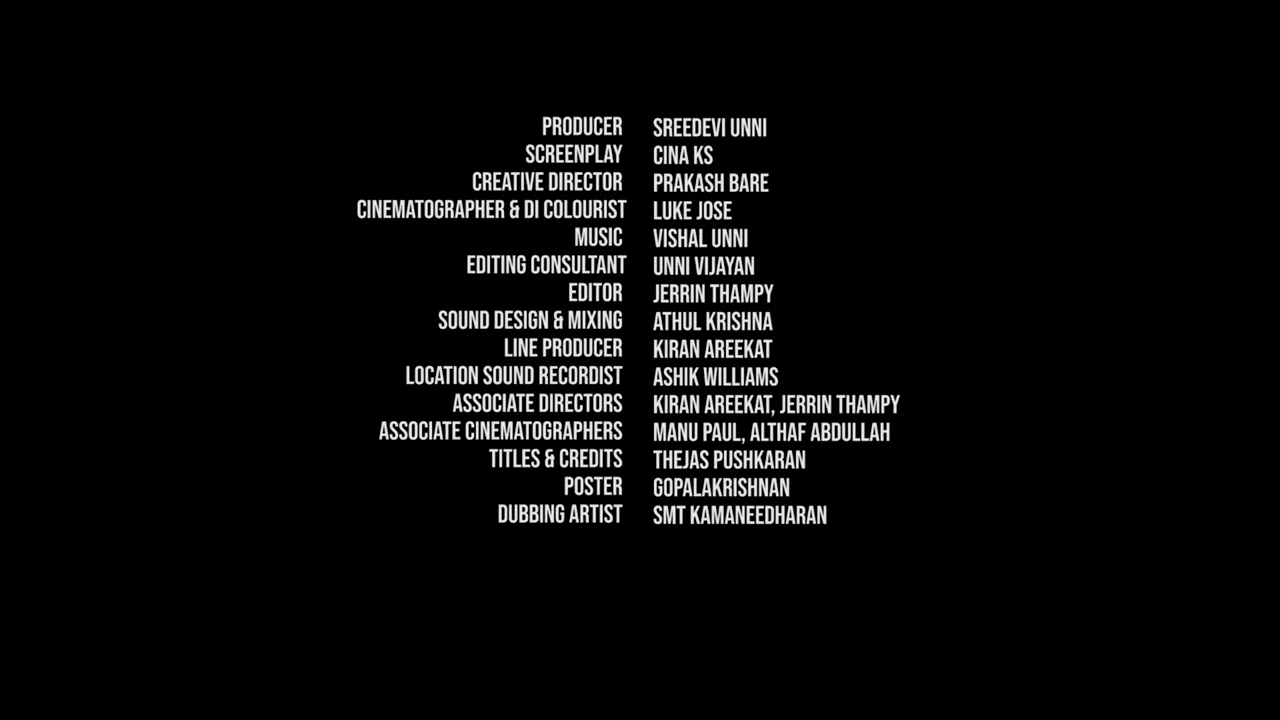 PRODUCER SREEDEVI UNNI
SCREENPLAY CINA KS
CREATIVE DIRECTOR PRAKASH BARE
CINEMATOGRAPHER & DI COLOURIST LUKE JOSE
MUSIC VISHAL UNNI
EDITING CONSULTANT UNNI VIJAYAN
EDITOR JERRIN THAMPY
SOUND DESIGN & MIXING ATHUL KRISHNA
LINE PRODUCER KIRAN AREEKAT
LOCATION SOUND RECORDIST ASHIK WILLIAMS
ASSOCIATE DIRECTORS KIRAN AREEKAT, JERRIN THAMPY
ASSOCIATE CINEMATOGRAPHERS MANU PAUL, ALTHAF ABDULLAH
TITLES & CREDITS THEJAS PUSHKARAN
POSTER GOPALAKRISHNAN
DUBBING ARTIST SMT KAMANEEDHARAN